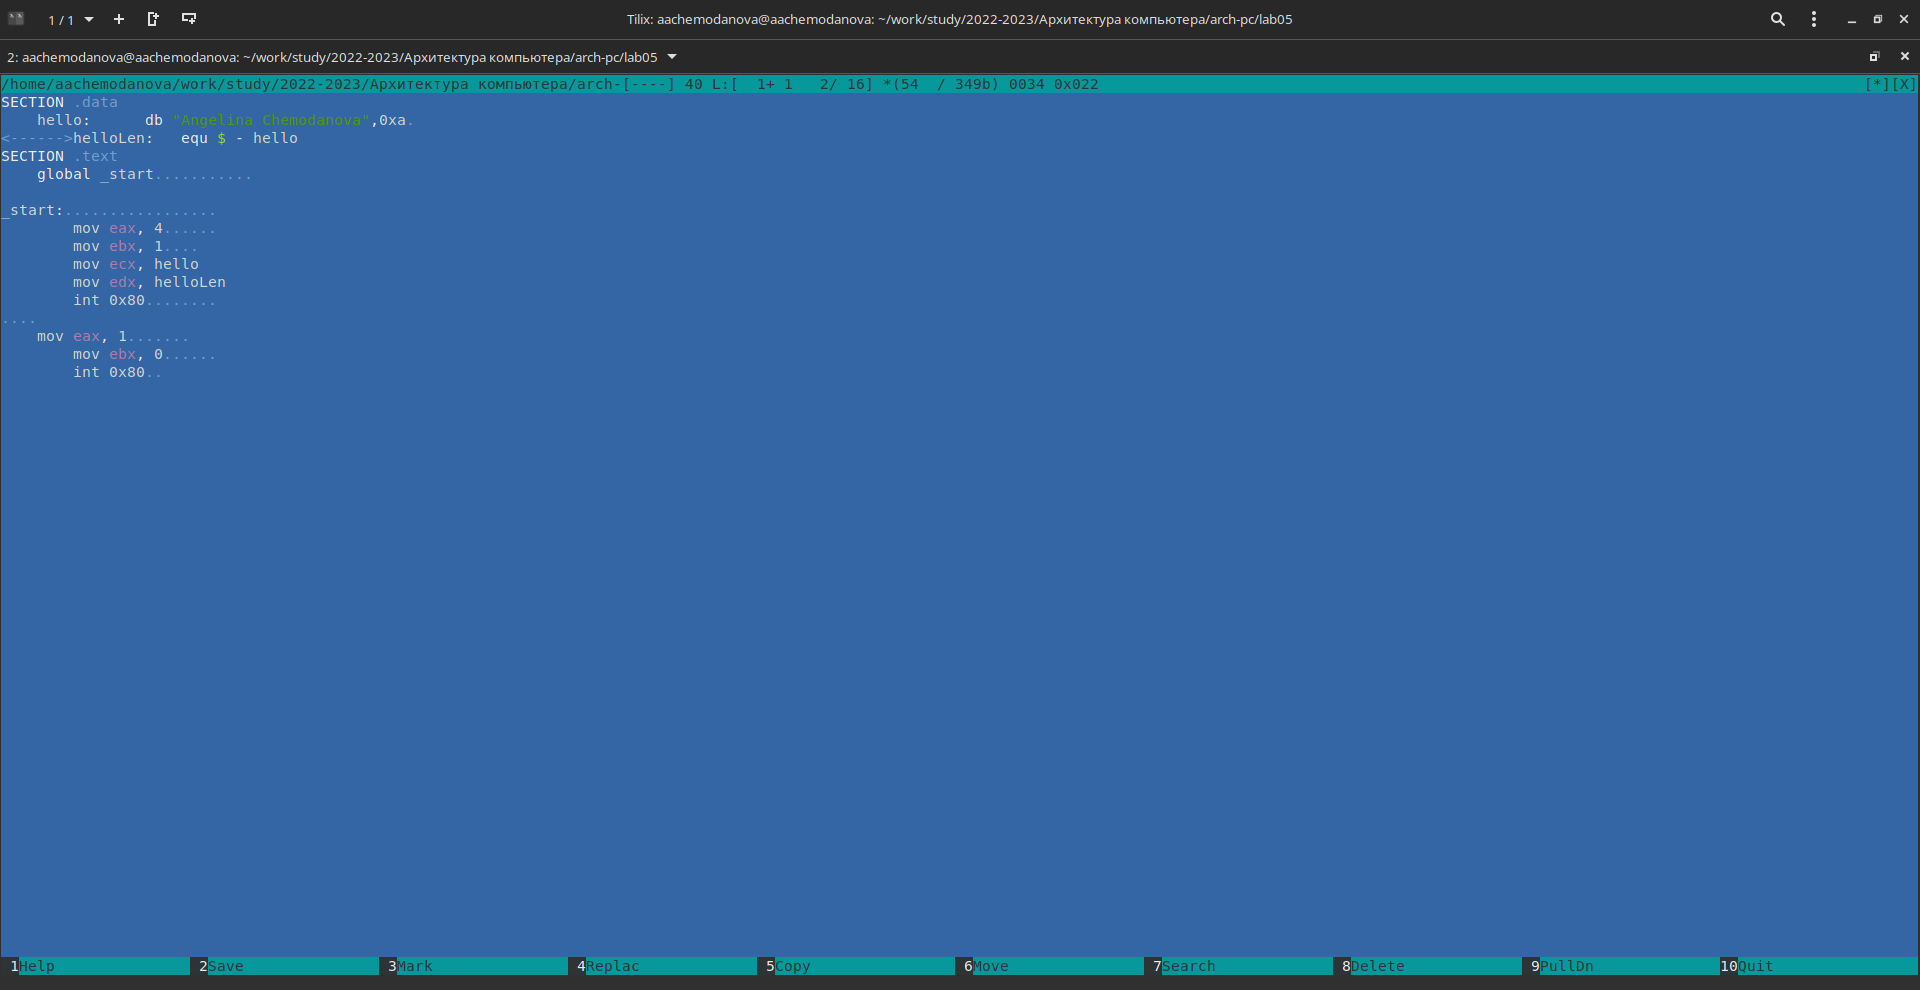 1 / 1 Tilix: aachemodanova@aachemodanova: ~/work/study/2022-2023/Архитектура компьютера/arch-pc/lab05
2: aachemodanova@aachemodanova: ~/work/study/2022-2023/Архитектура компьютера/arch-pc/lab05
/home/aachemodanova/work/study/2022-2023/Архитектура компьютера/arch-[----] 40 L:[  1+ 1   2/ 16] *(54  / 349b) 0034 0x022 [*][X]
SECTION .data
    hello:      db "Angelina Chemodanova",0xa.
<------>helloLen:   equ $ - hello
SECTION .text
    global _start...........
_start:.................
        mov eax, 4......
        mov ebx, 1....
        mov ecx, hello
        mov edx, helloLen
        int 0x80........
....
    mov eax, 1.......
        mov ebx, 0......
        int 0x80..
1Help 2Save 3Mark 4Replac 5Copy 6Move 7Search 8Delete 9PullDn 10Quit